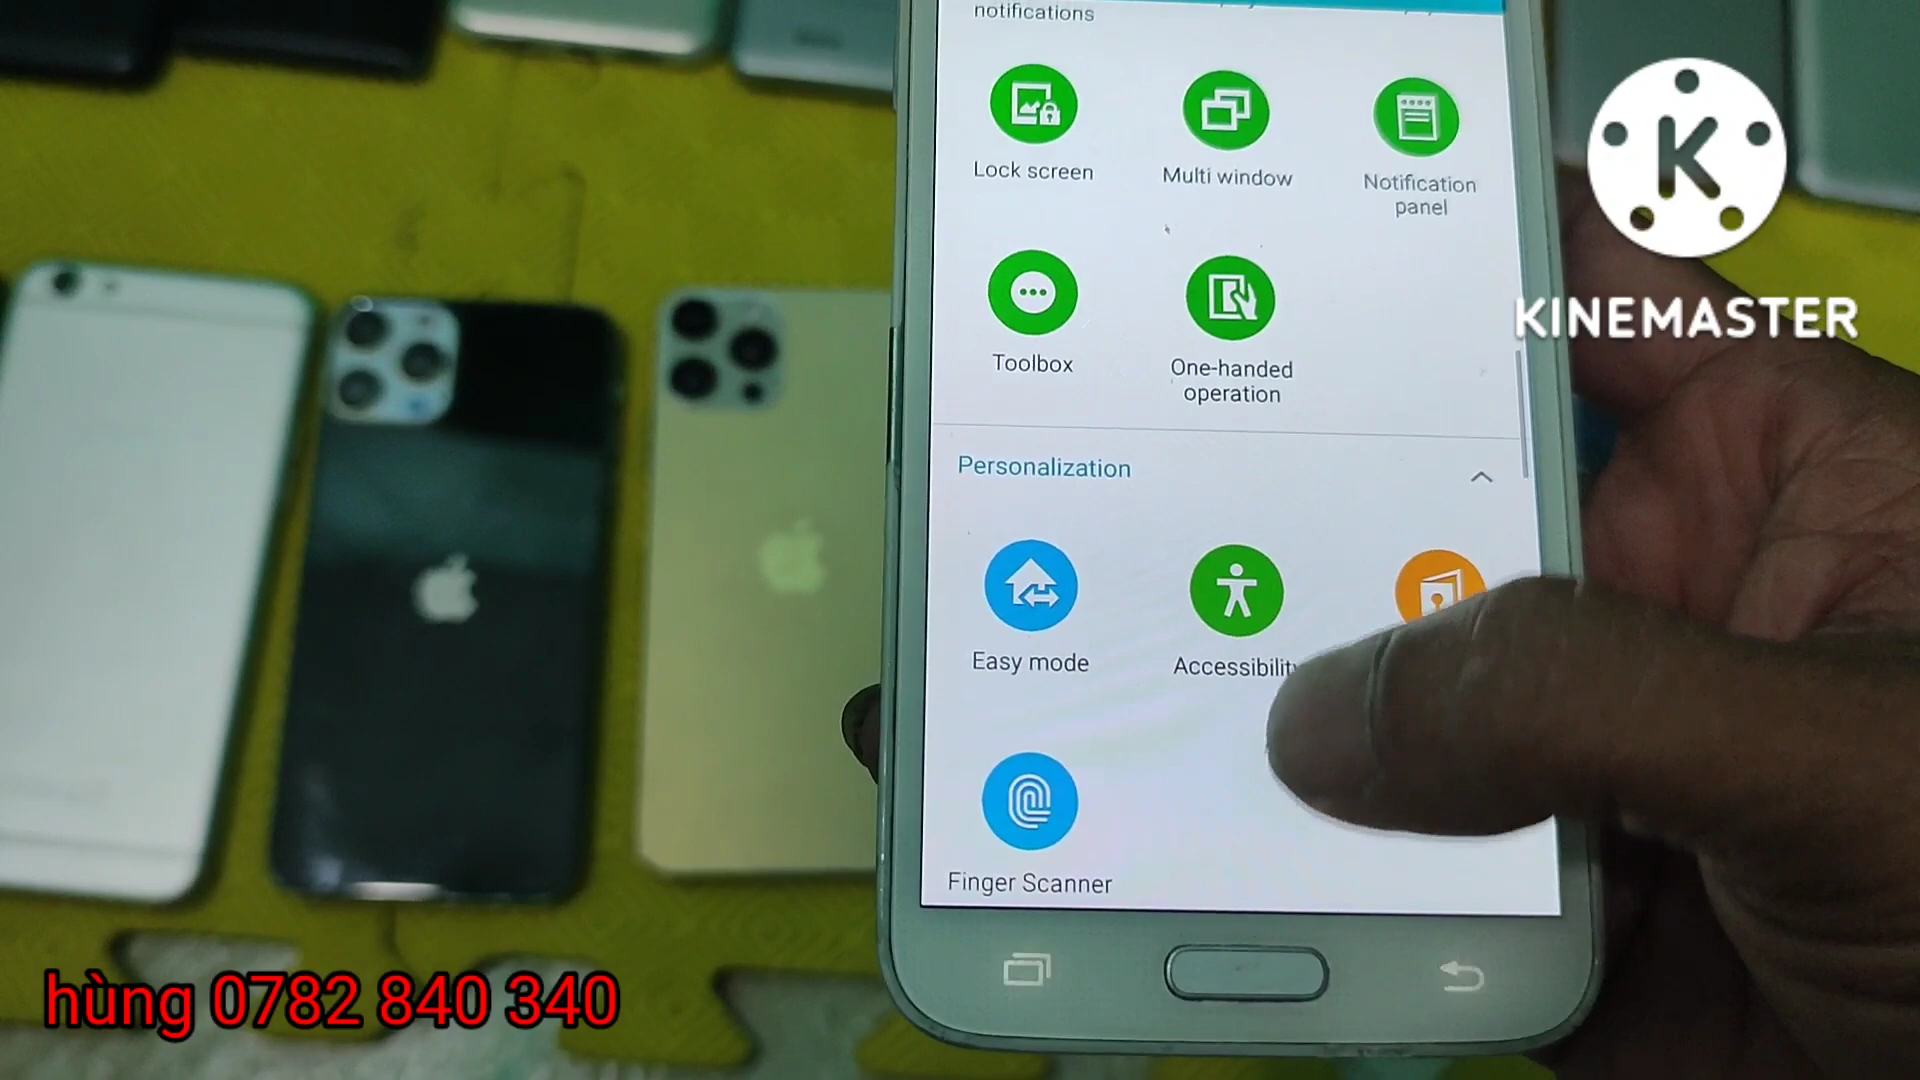 notifications
Lock screen
Multi window
Notification
panel
Toolbox
One-handed
operation
Personalization
Easy mode
Accessibility
Finger Scanner
K
KINEMASTER
hùng 0782 840 340